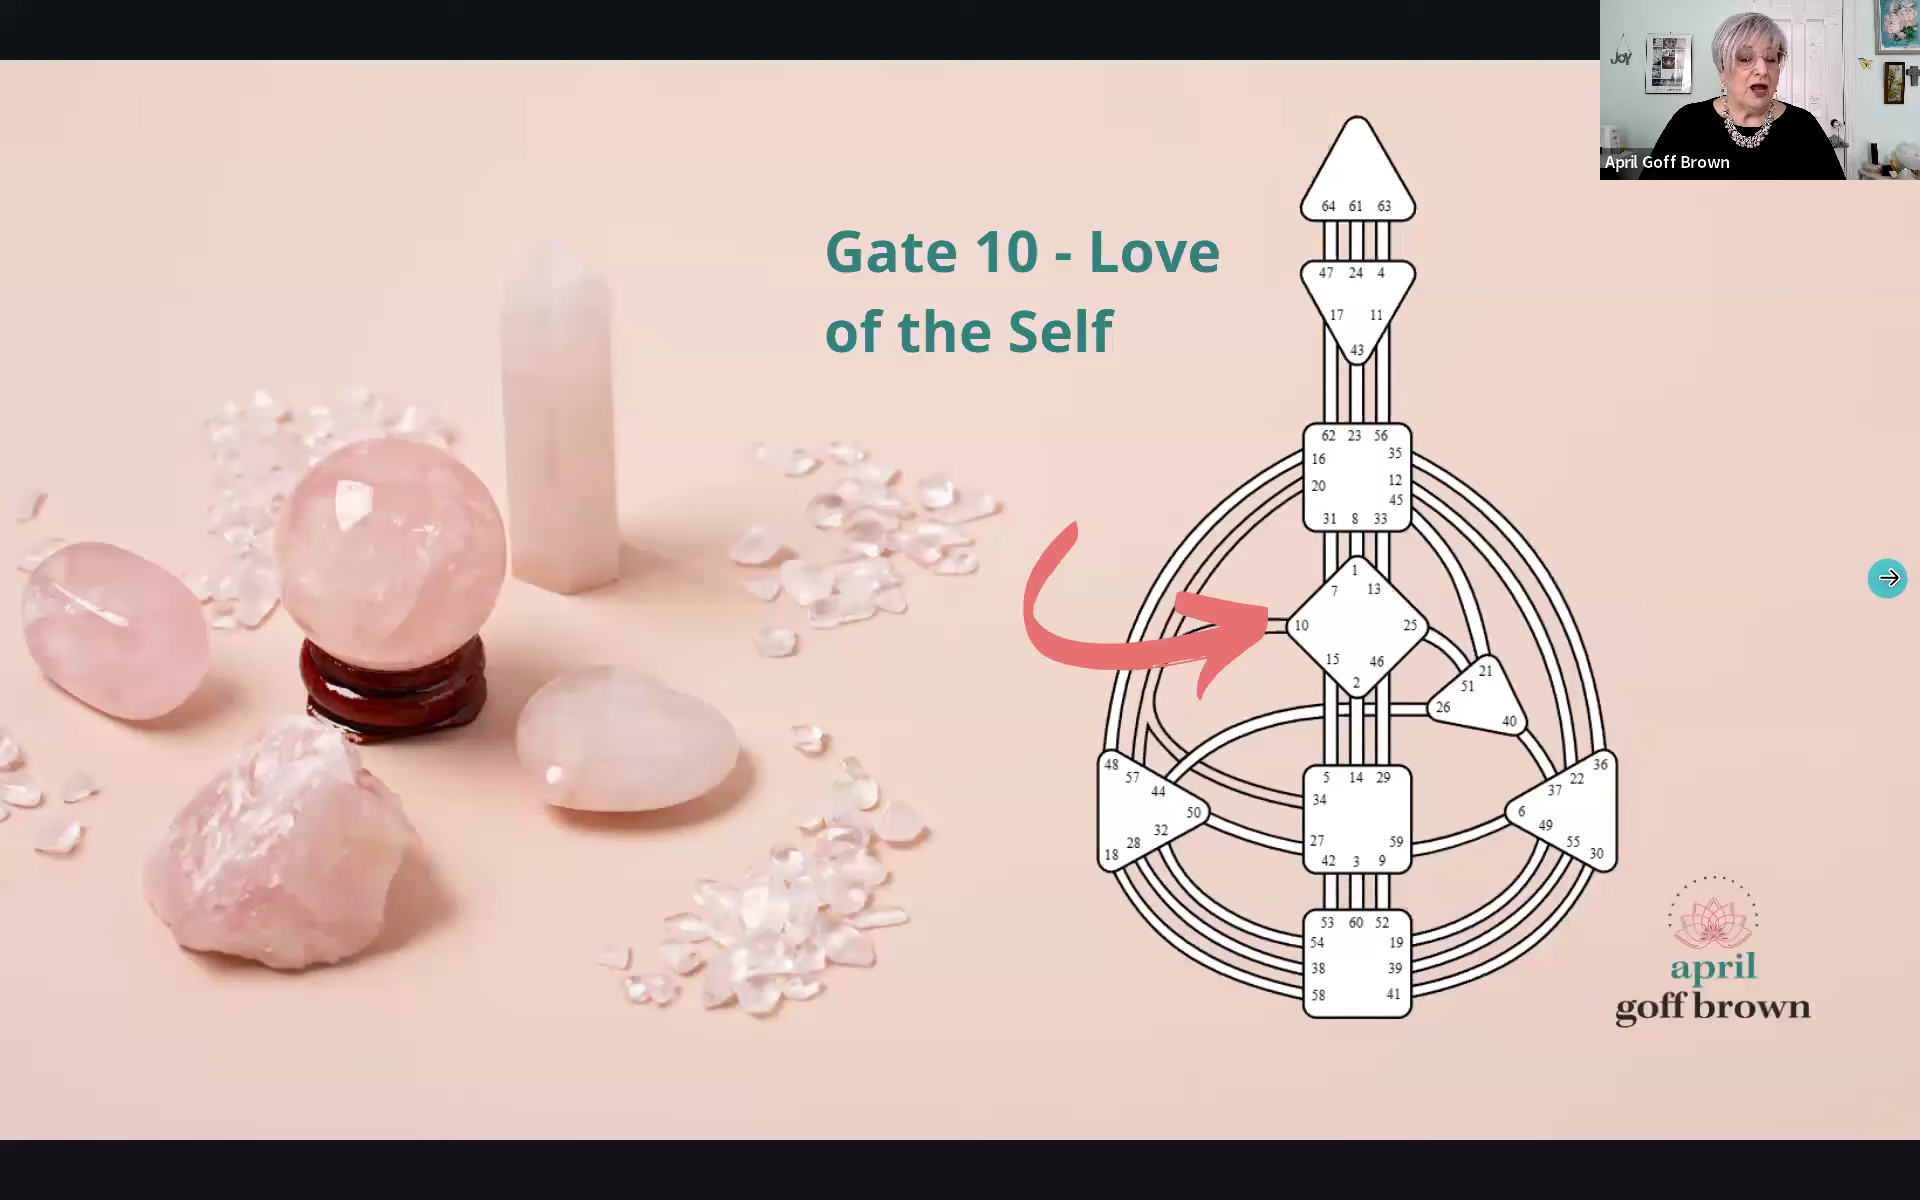 JOY
April Goff Brown
Gate 10 - Love
of the Self
64 61 63
47 24 4
17 11
43
62 23 56
16 35
20 12
45
31 8 33
1
7 13
10 25
15 46
2
21
51
26
40
48 36
57 22
44 37
50 6
32 49
28 55
18 30
5 14 29
34
27 59
42 3 9
53 60 52
54 19
38 39
58 41
april
goff brown